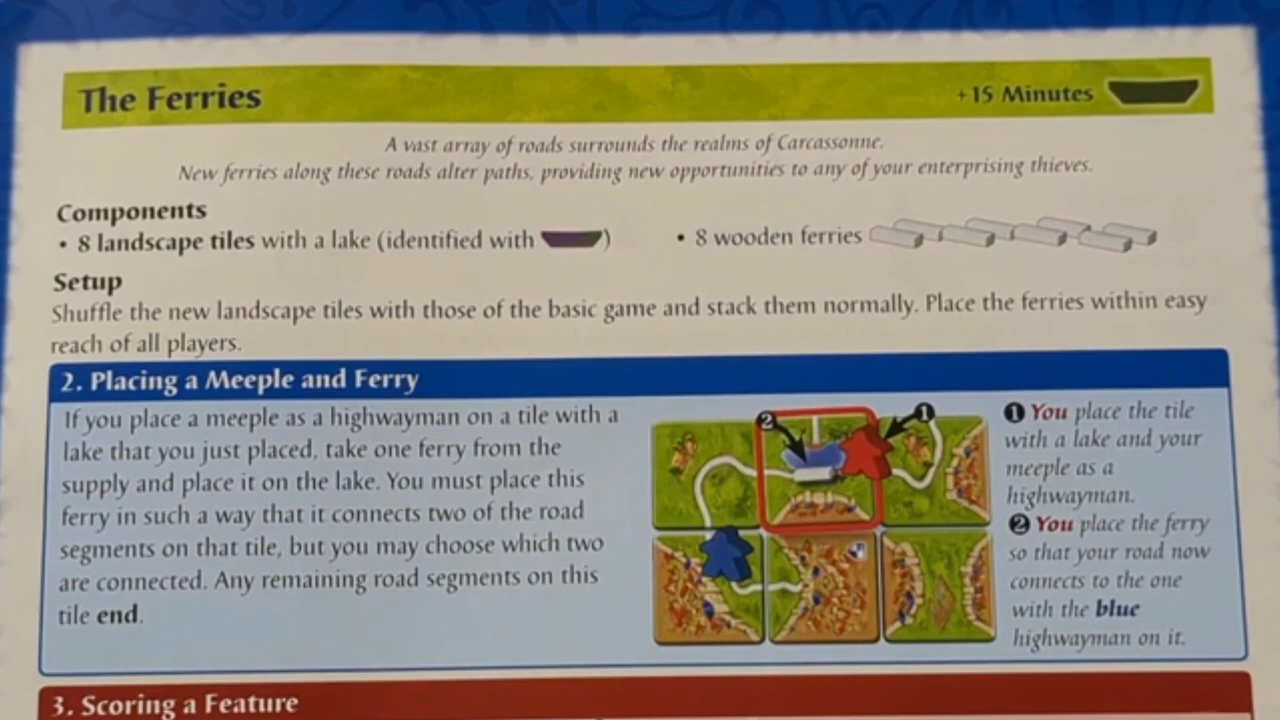 The Ferries
+15 Minutes
A vast array of roads surrounds the realms of Carcassonne.
New ferries along these roads alter paths, providing new opportunities to any of your enterprising thieves.
Components
• 8 landscape tiles with a lake (identified with )
• 8 wooden ferries
Setup
Shuffle the new landscape tiles with those of the basic game and stack them normally. Place the ferries within easy
reach of all players.
2. Placing a Meeple and Ferry
If you place a meeple as a highwayman on a tile with a
lake that you just placed, take one ferry from the
supply and place it on the lake. You must place this
ferry in such a way that it connects two of the road
segments on that tile, but you may choose which two
are connected. Any remaining road segments on this
tile end.
2
1
1 You place the tile
with a lake and your
meeple as a
highwayman.
2 You place the ferry
so that your road now
connects to the one
with the blue
highwayman on it.
3. Scoring a Feature